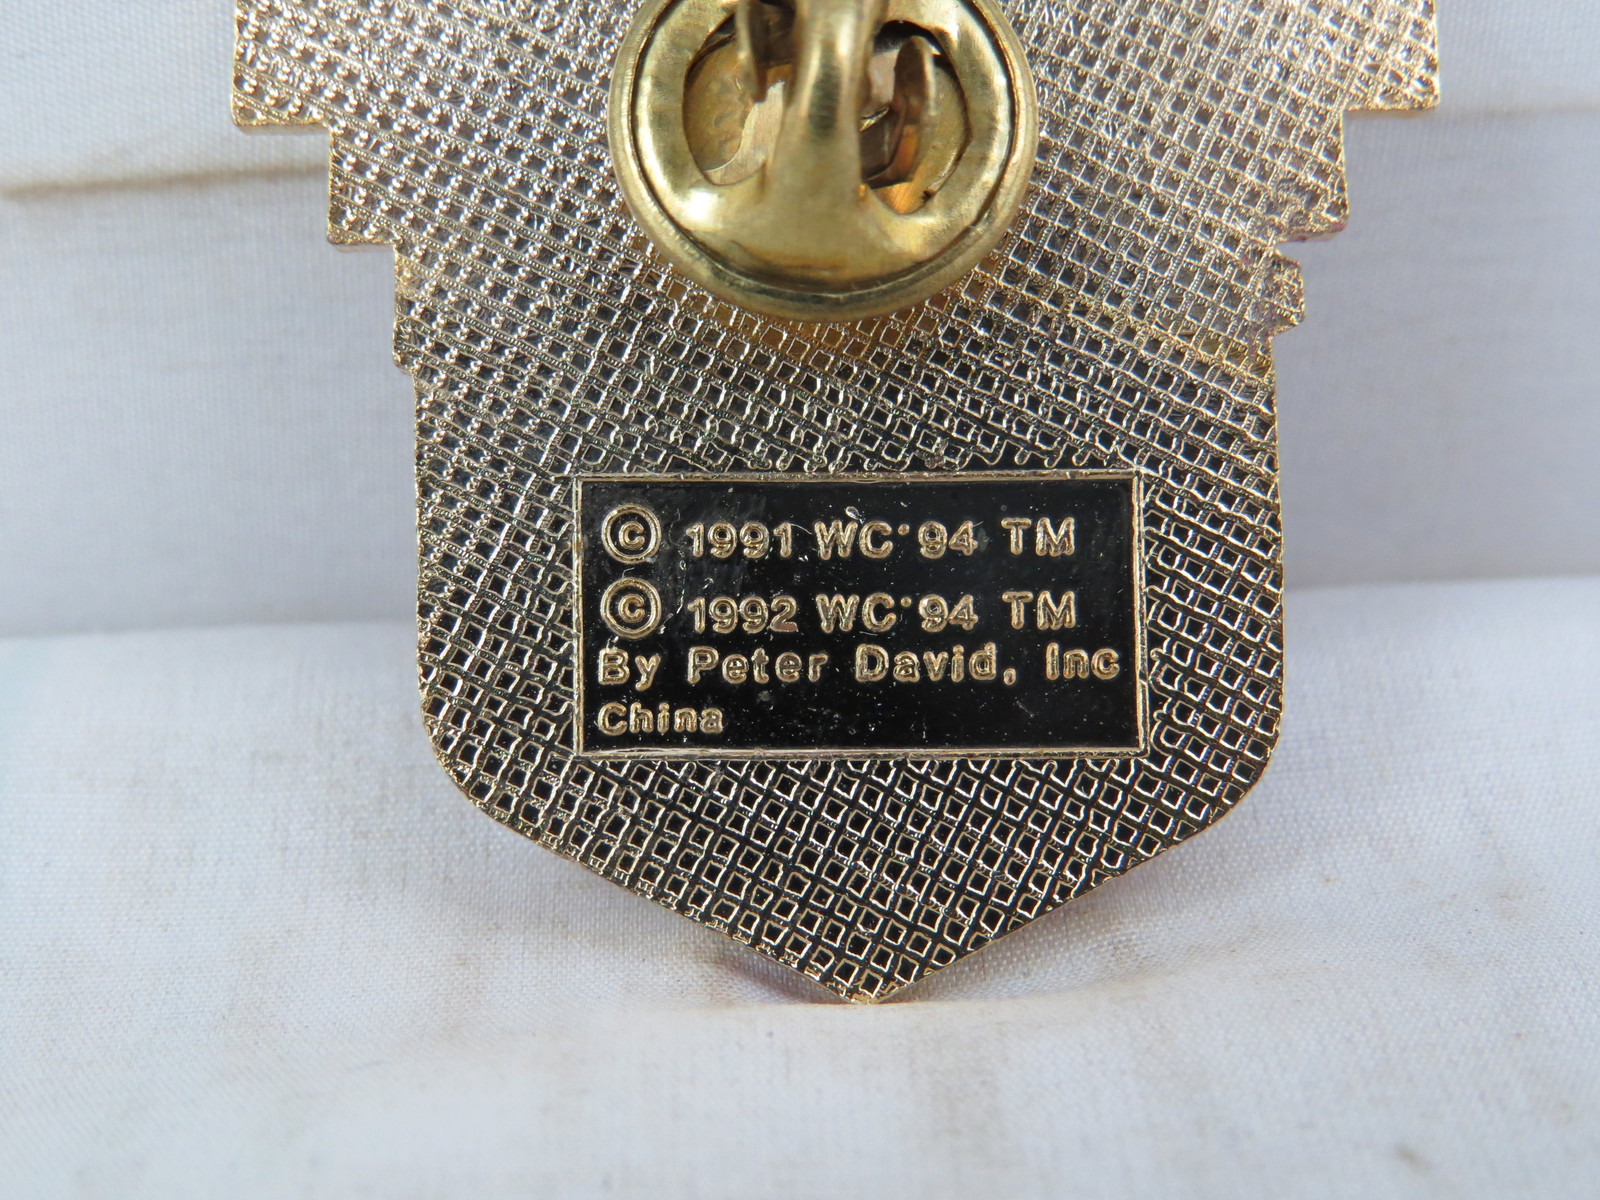 © 1991 WC'94 TM
© 1992 WC'94 TM
By Peter David, Inc
China